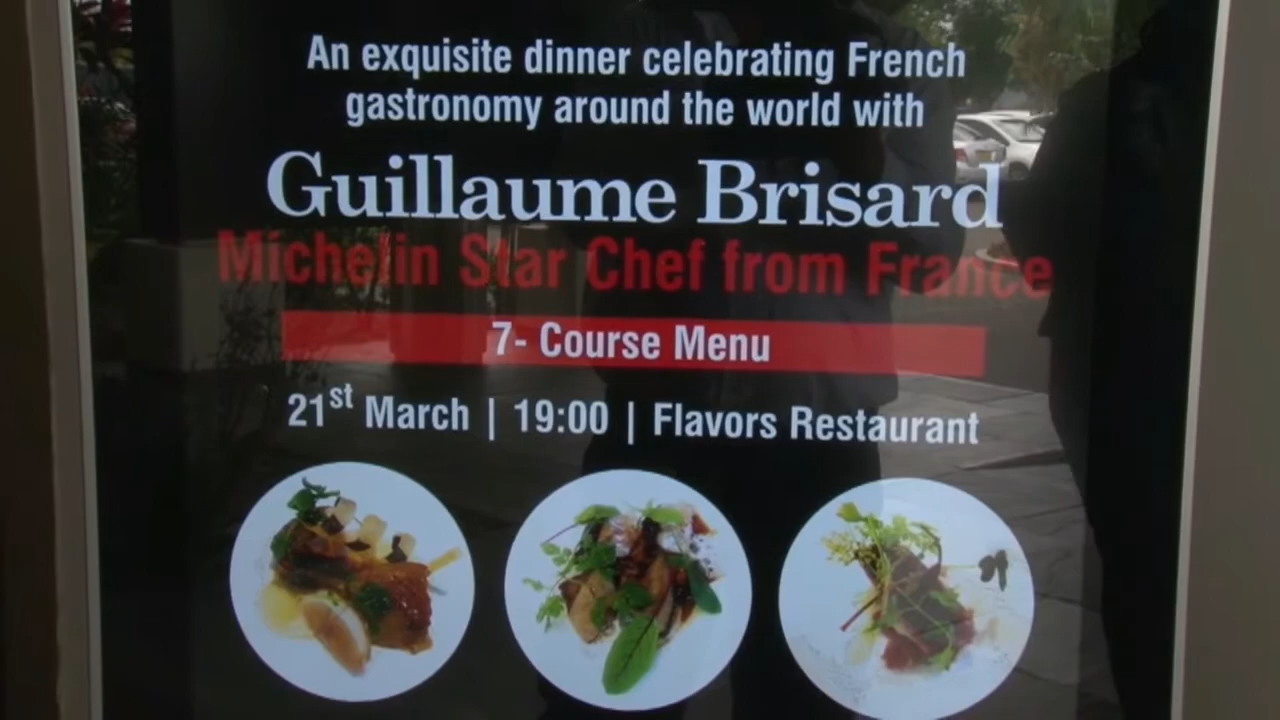 An exquisite dinner celebrating French
gastronomy around the world with
Guillaume Brisard
Michelin Star Chef from France
7- Course Menu
21st March | 19:00 | Flavors Restaurant